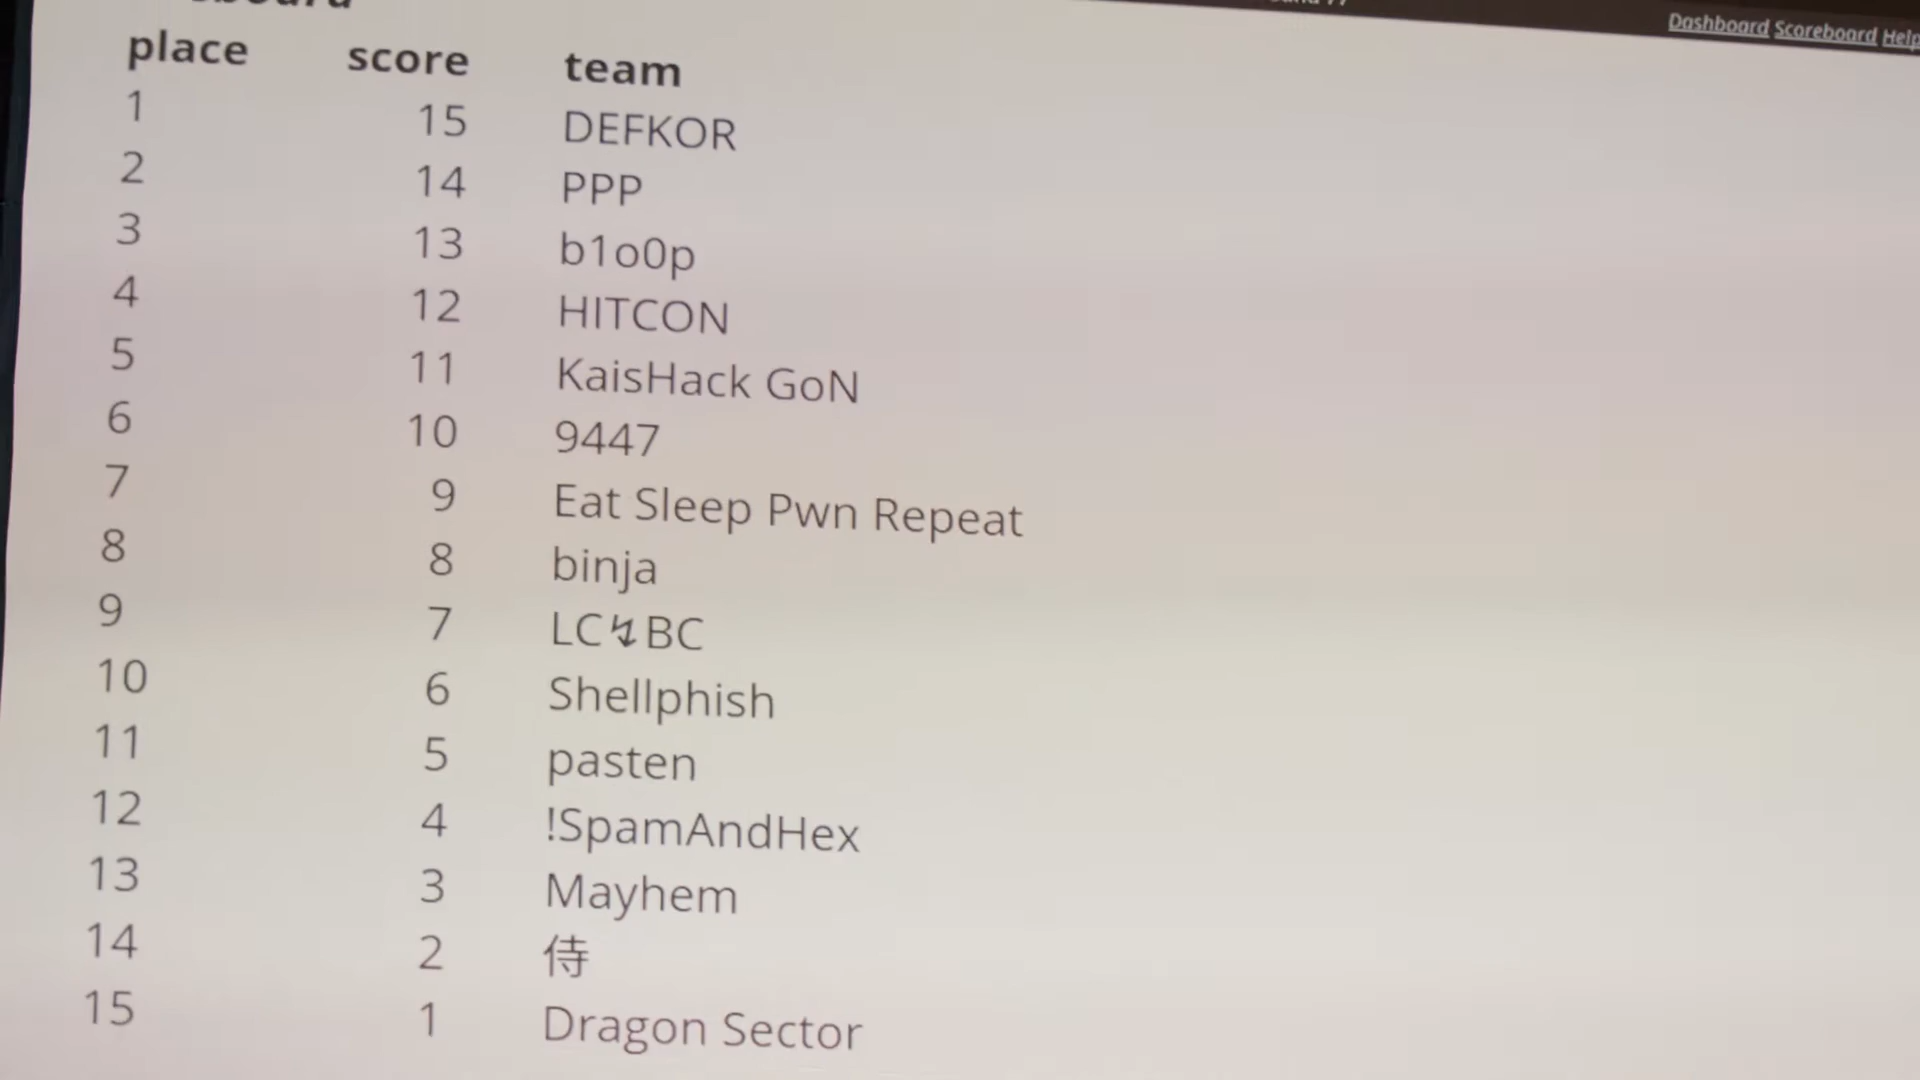 Dashboard Scoreboard Help
place score team
1 15 DEFKOR
2 14 PPP
3 13 b1o0p
4 12 HITCON
5 11 KaisHack GoN
6 10 9447
7 9 Eat Sleep Pwn Repeat
8 8 binja
9 7 LC↯BC
10 6 Shellphish
11 5 pasten
12 4 !SpamAndHex
13 3 Mayhem
14 2 侍
15 1 Dragon Sector